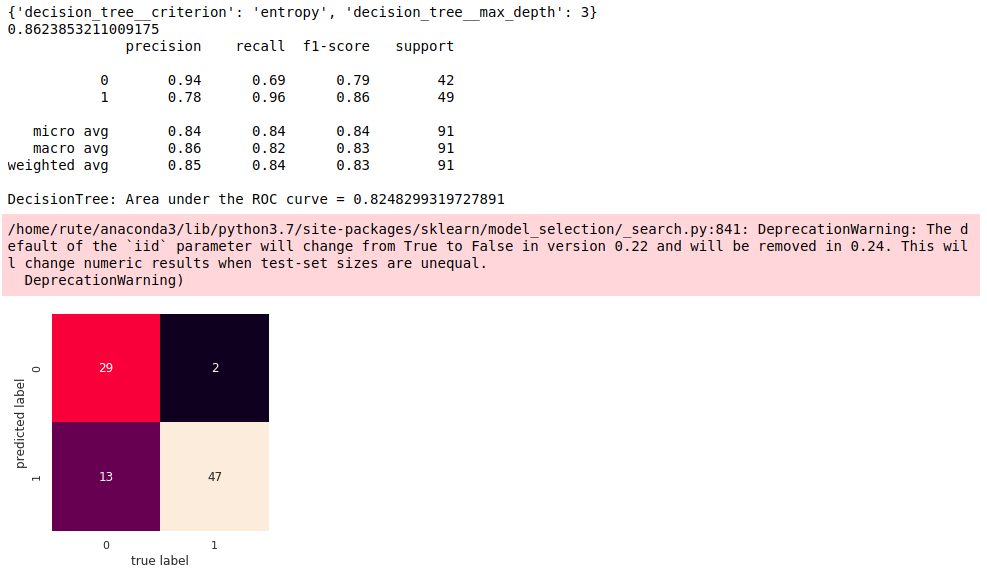 {'decision_tree__criterion': 'entropy', 'decision_tree__max_depth': 3}
0.8623853211009175
              precision    recall  f1-score   support

           0       0.94      0.69      0.79        42
           1       0.78      0.96      0.86        49

   micro avg       0.84      0.84      0.84        91
   macro avg       0.86      0.82      0.83        91
weighted avg       0.85      0.84      0.83        91

DecisionTree: Area under the ROC curve = 0.8248299319727891
/home/rute/anaconda3/lib/python3.7/site-packages/sklearn/model_selection/_search.py:841: DeprecationWarning: The d
efault of the `iid` parameter will change from True to False in version 0.22 and will be removed in 0.24. This wil
l change numeric results when test-set sizes are unequal.
  DeprecationWarning)
predicted label
0
29 2
1
13 47
0 1
true label